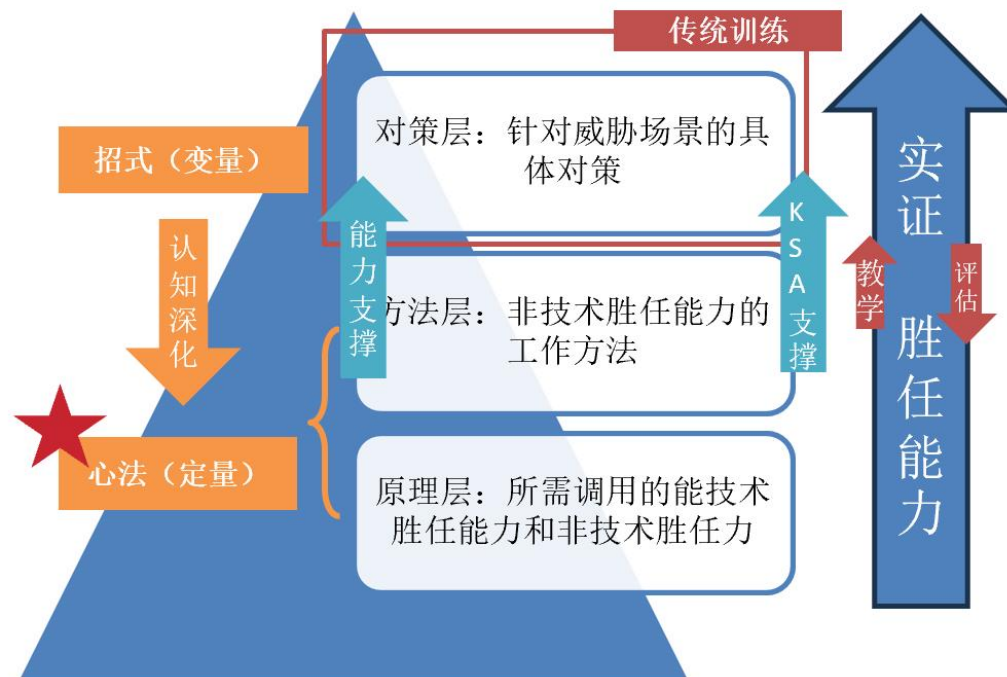 传统训练
对策层：针对威胁场景的具
体对策
招式（变量）
认知深化
能力支撑
KSA支撑
方法层：非技术胜任能力的
工作方法
心法（定量）
原理层：所需调用的能技术
胜任能力和非技术胜任力
教学
评估
实证 胜任能力